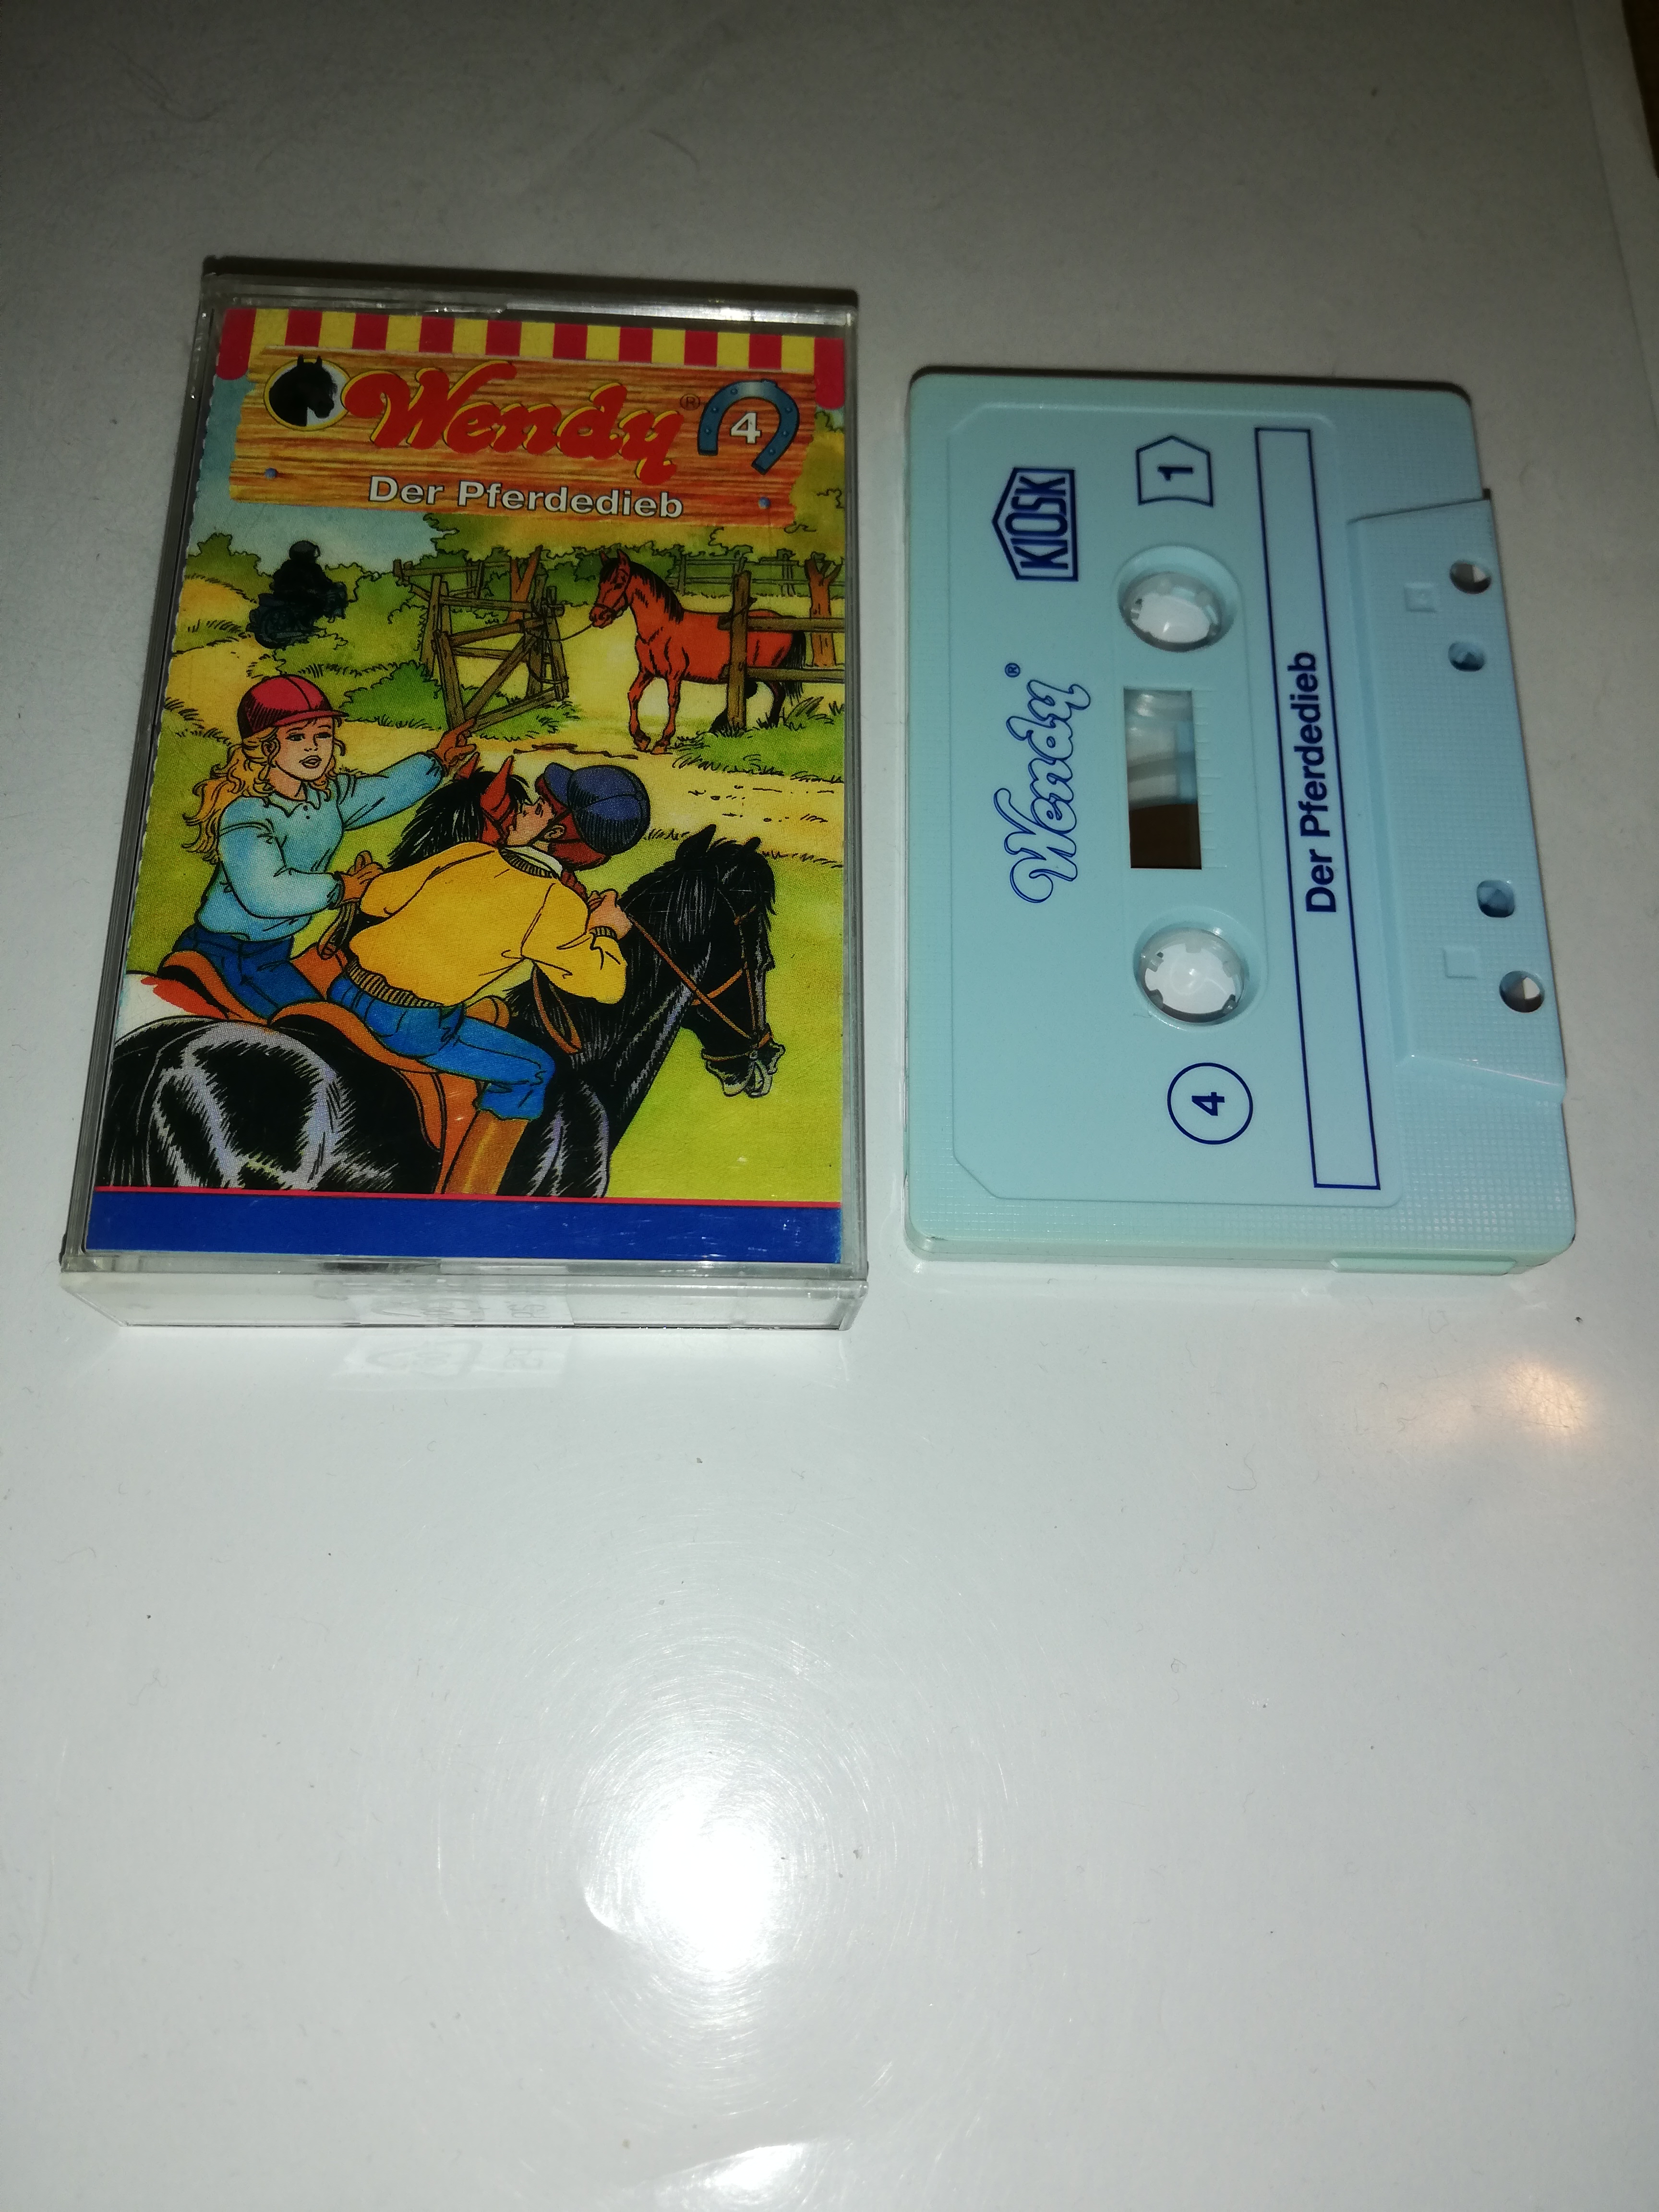 Wendy®
4
Der Pferdedieb
KIOSK
1
Wendy®
4
Der Pferdedieb